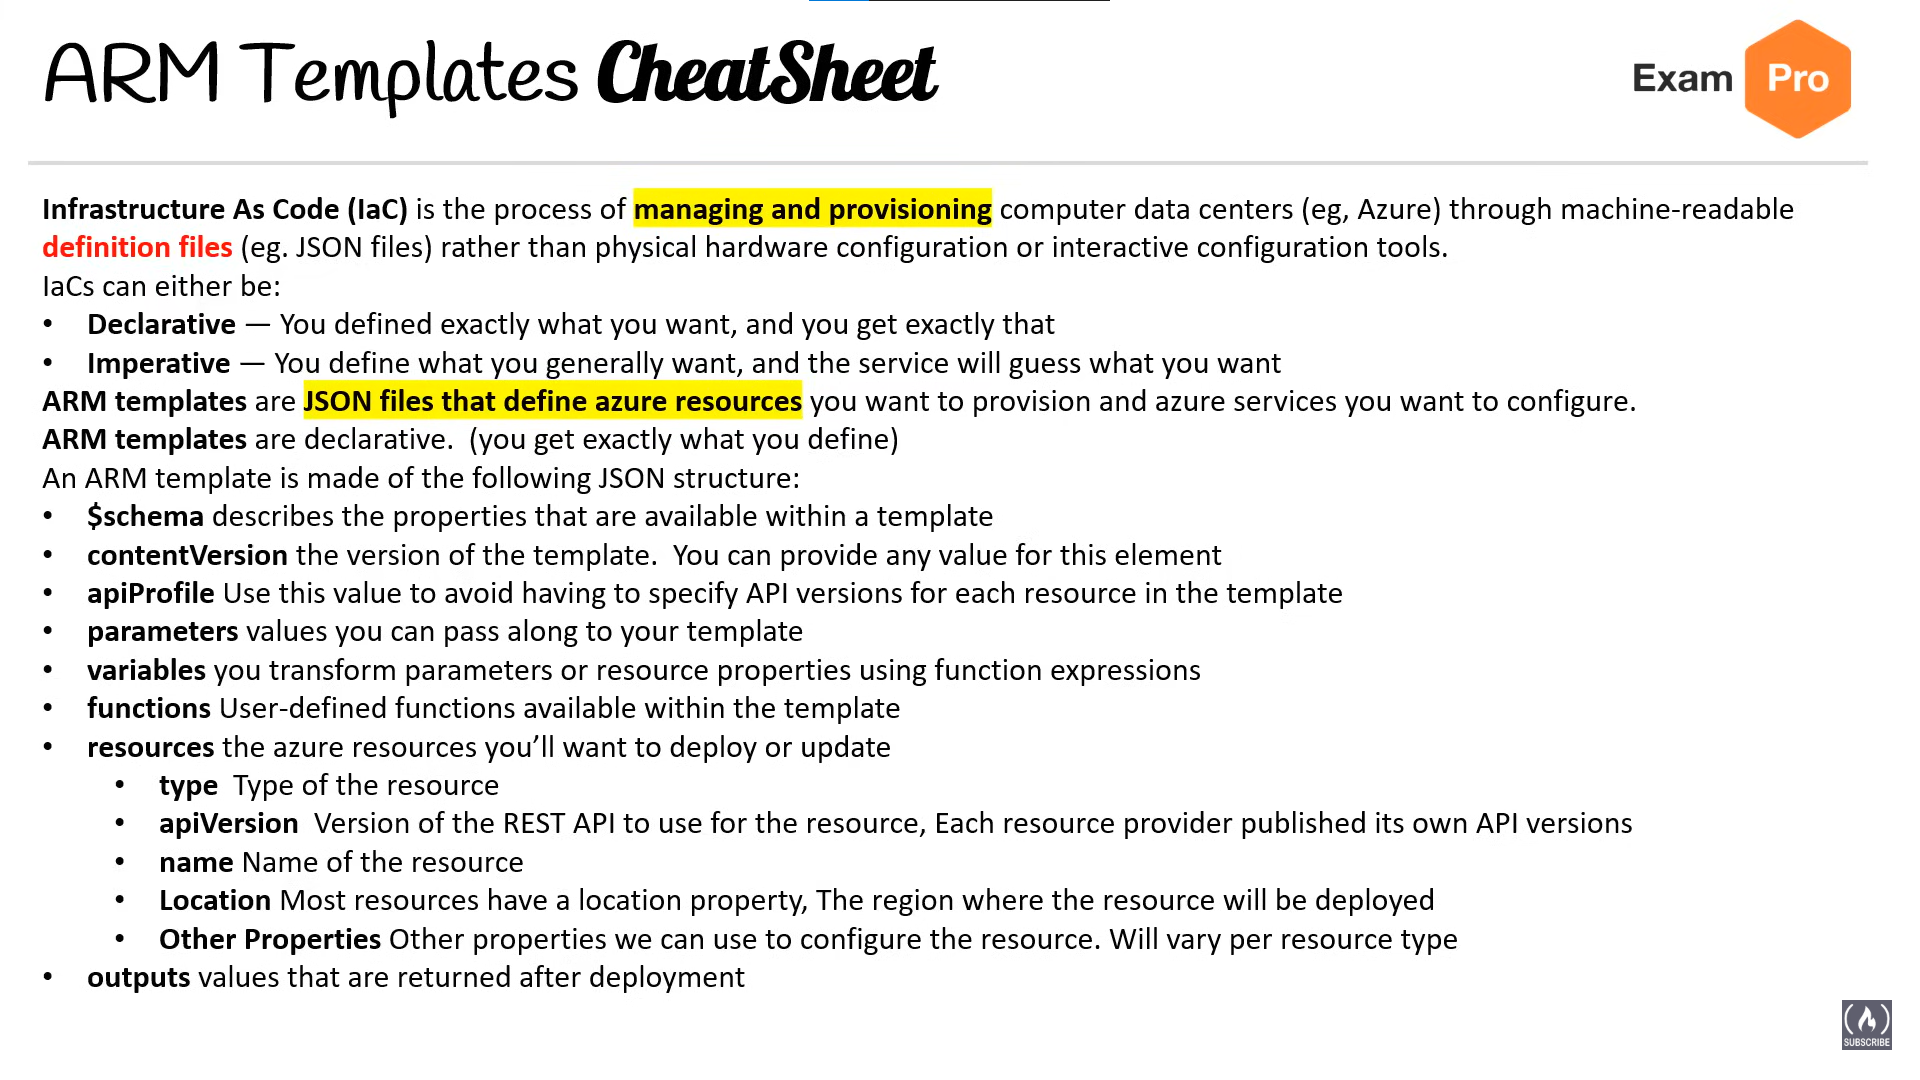 ARM Templates CheatSheet
Exam Pro
Infrastructure As Code (IaC) is the process of managing and provisioning computer data centers (eg, Azure) through machine-readable
definition files (eg. JSON files) rather than physical hardware configuration or interactive configuration tools.
IaCs can either be:
• Declarative — You defined exactly what you want, and you get exactly that
• Imperative — You define what you generally want, and the service will guess what you want
ARM templates are JSON files that define azure resources you want to provision and azure services you want to configure.
ARM templates are declarative.  (you get exactly what you define)
An ARM template is made of the following JSON structure:
• $schema describes the properties that are available within a template
• contentVersion the version of the template.  You can provide any value for this element
• apiProfile Use this value to avoid having to specify API versions for each resource in the template
• parameters values you can pass along to your template
• variables you transform parameters or resource properties using function expressions
• functions User-defined functions available within the template
• resources the azure resources you’ll want to deploy or update
• type  Type of the resource
• apiVersion  Version of the REST API to use for the resource, Each resource provider published its own API versions
• name Name of the resource
• Location Most resources have a location property, The region where the resource will be deployed
• Other Properties Other properties we can use to configure the resource. Will vary per resource type
• outputs values that are returned after deployment
SUBSCRIBE